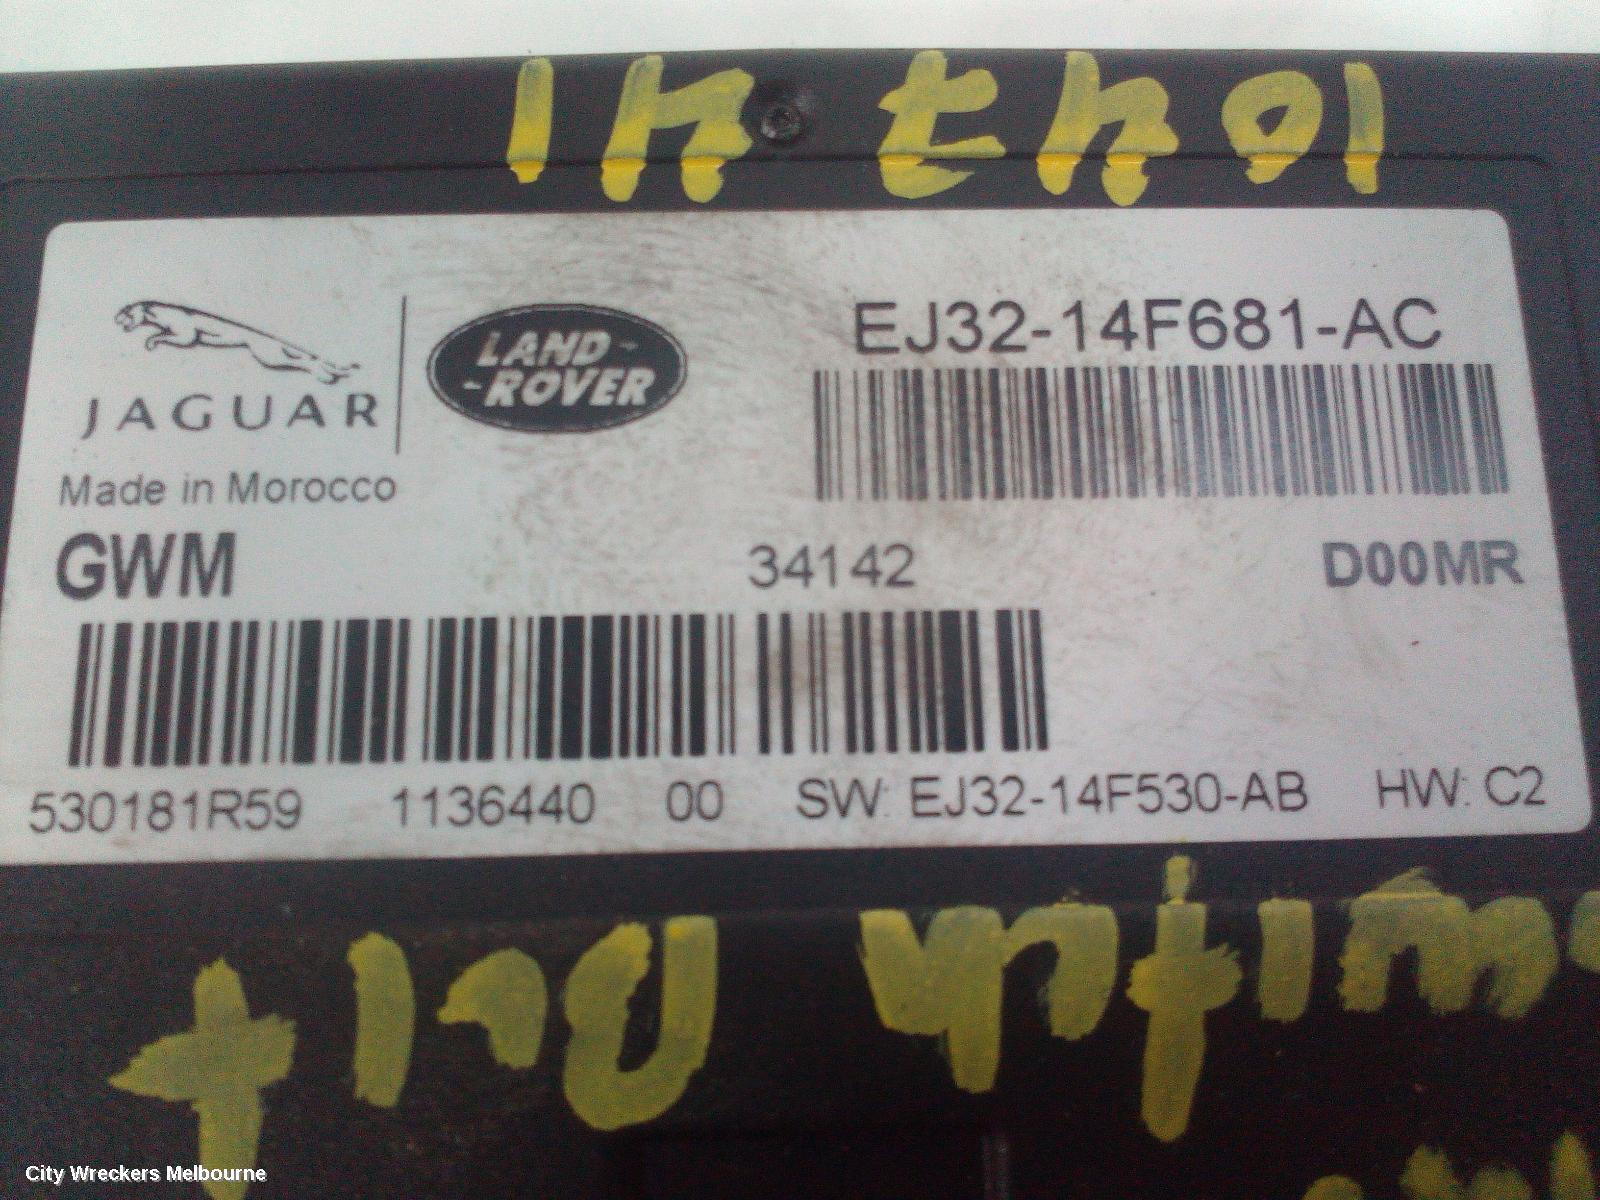 EJ32-14F681-AC
JAGUAR
LAND-
-ROVER
Made in Morocco
GWM 34142 D00MR
530181R59 1136440 00 SW: EJ32-14F530-AB HW: C2
City Wreckers Melbourne